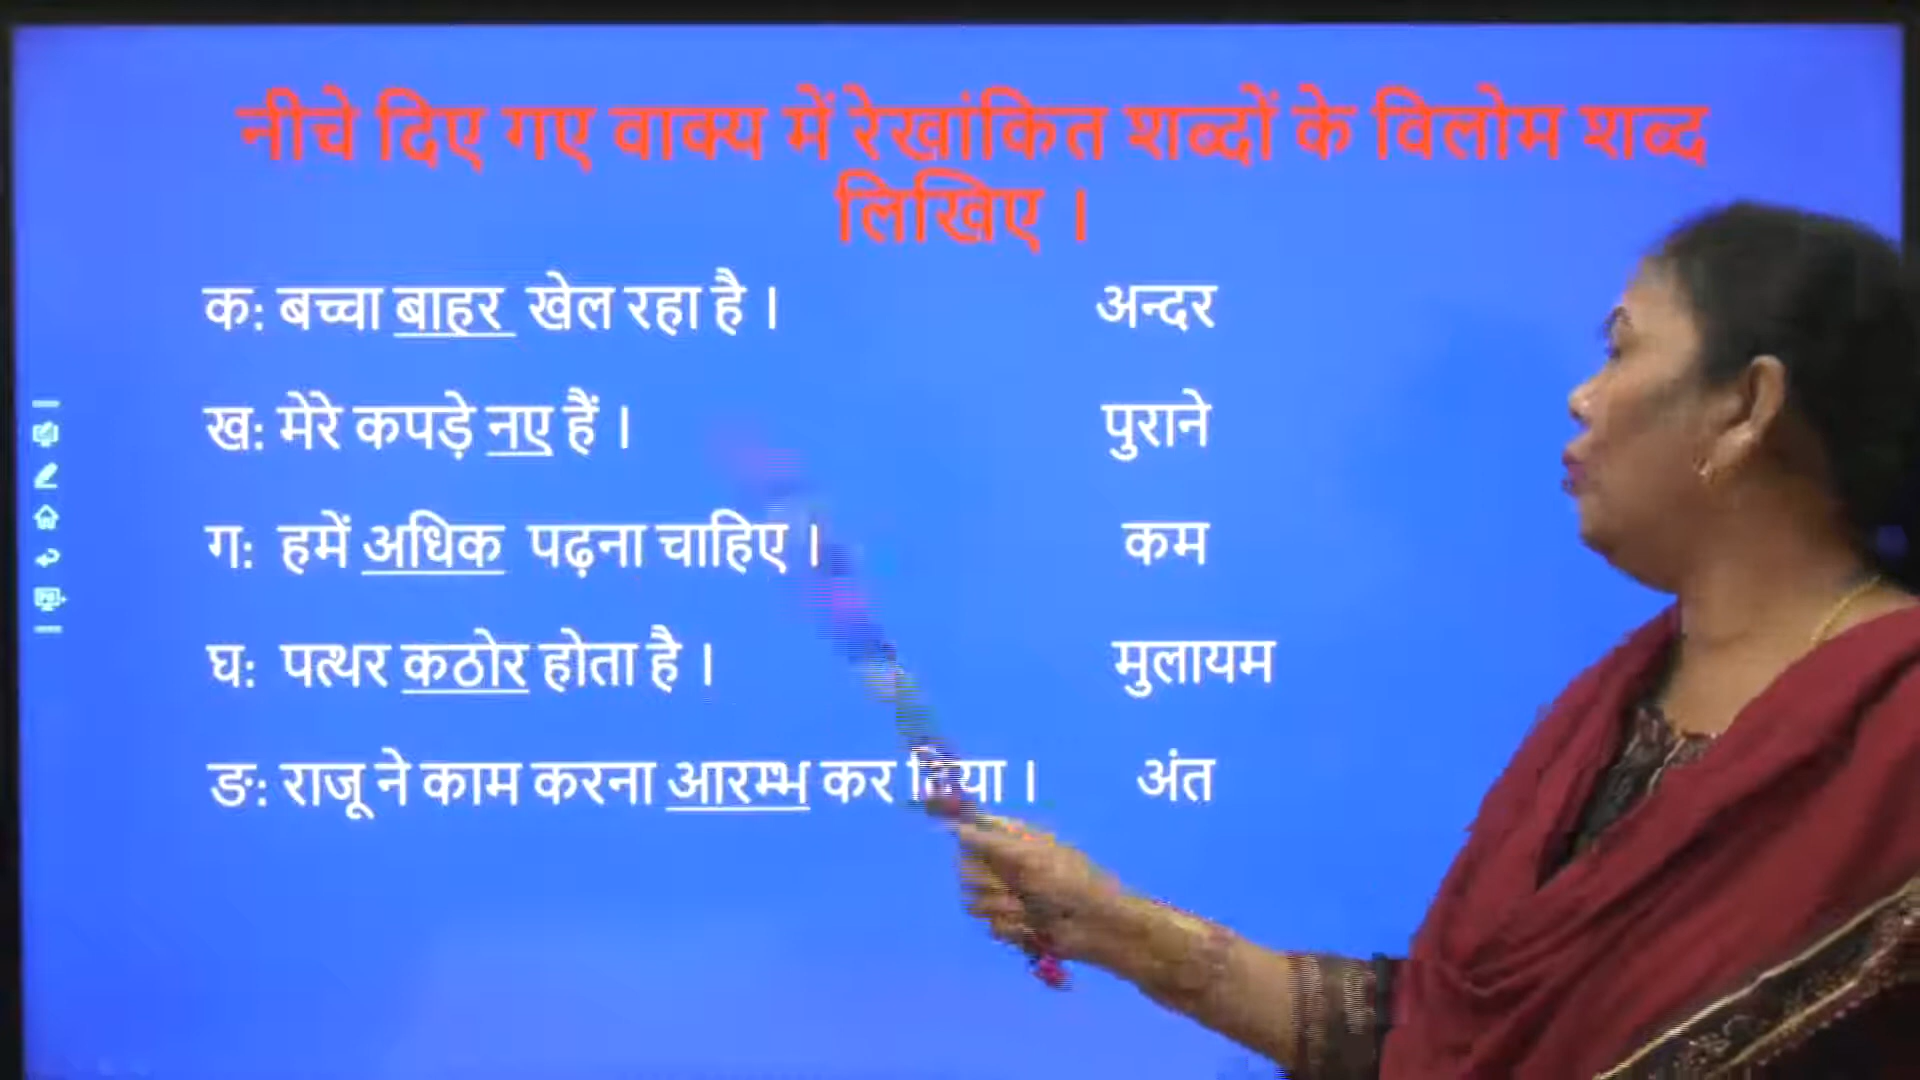 नीचे दिए गए वाक्य में रेखांकित शब्दों के विलोम शब्द
लिखिए ।
क: बच्चा बाहर खेल रहा है । अन्दर
ख: मेरे कपड़े नए हैं । पुराने
ग: हमें अधिक पढ़ना चाहिए । कम
घ: पत्थर कठोर होता है । मुलायम
ङ: राजू ने काम करना आरम्भ कर दिया । अंत